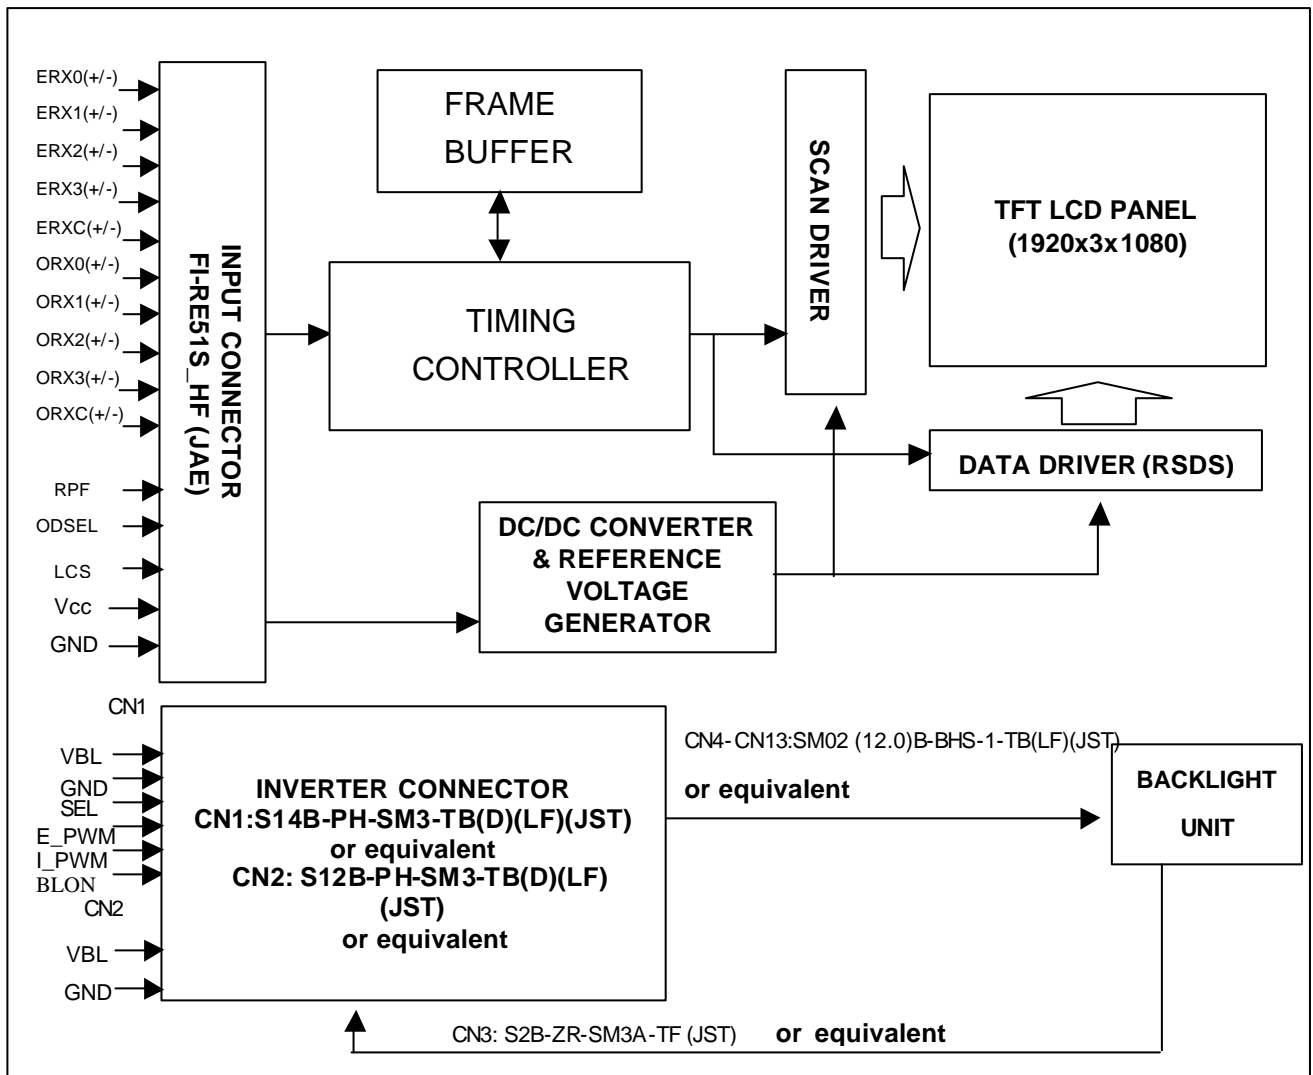 ERX0(+/-)
ERX1(+/-)
ERX2(+/-)
ERX3(+/-)
ERXC(+/-)
ORX0(+/-)
ORX1(+/-)
ORX2(+/-)
ORX3(+/-)
ORXC(+/-)
RPF
ODSEL
LCS
Vcc
GND
INPUT CONNECTOR
FI-RE51S_HF (JAE)
FRAME
BUFFER
TIMING
CONTROLLER
SCAN DRIVER
TFT LCD PANEL
(1920x3x1080)
DATA DRIVER (RSDS)
DC/DC CONVERTER
& REFERENCE
VOLTAGE
GENERATOR
CN1
VBL
GND
SEL
E_PWM
I_PWM
BLON
CN2
VBL
GND
INVERTER CONNECTOR
CN1:S14B-PH-SM3-TB(D)(LF)(JST)
or equivalent
CN2: S12B-PH-SM3-TB(D)(LF)
(JST)
or equivalent
CN4-CN13:SM02 (12.0)B-BHS-1-TB(LF)(JST)
or equivalent
BACKLIGHT
UNIT
CN3: S2B-ZR-SM3A-TF (JST) or equivalent